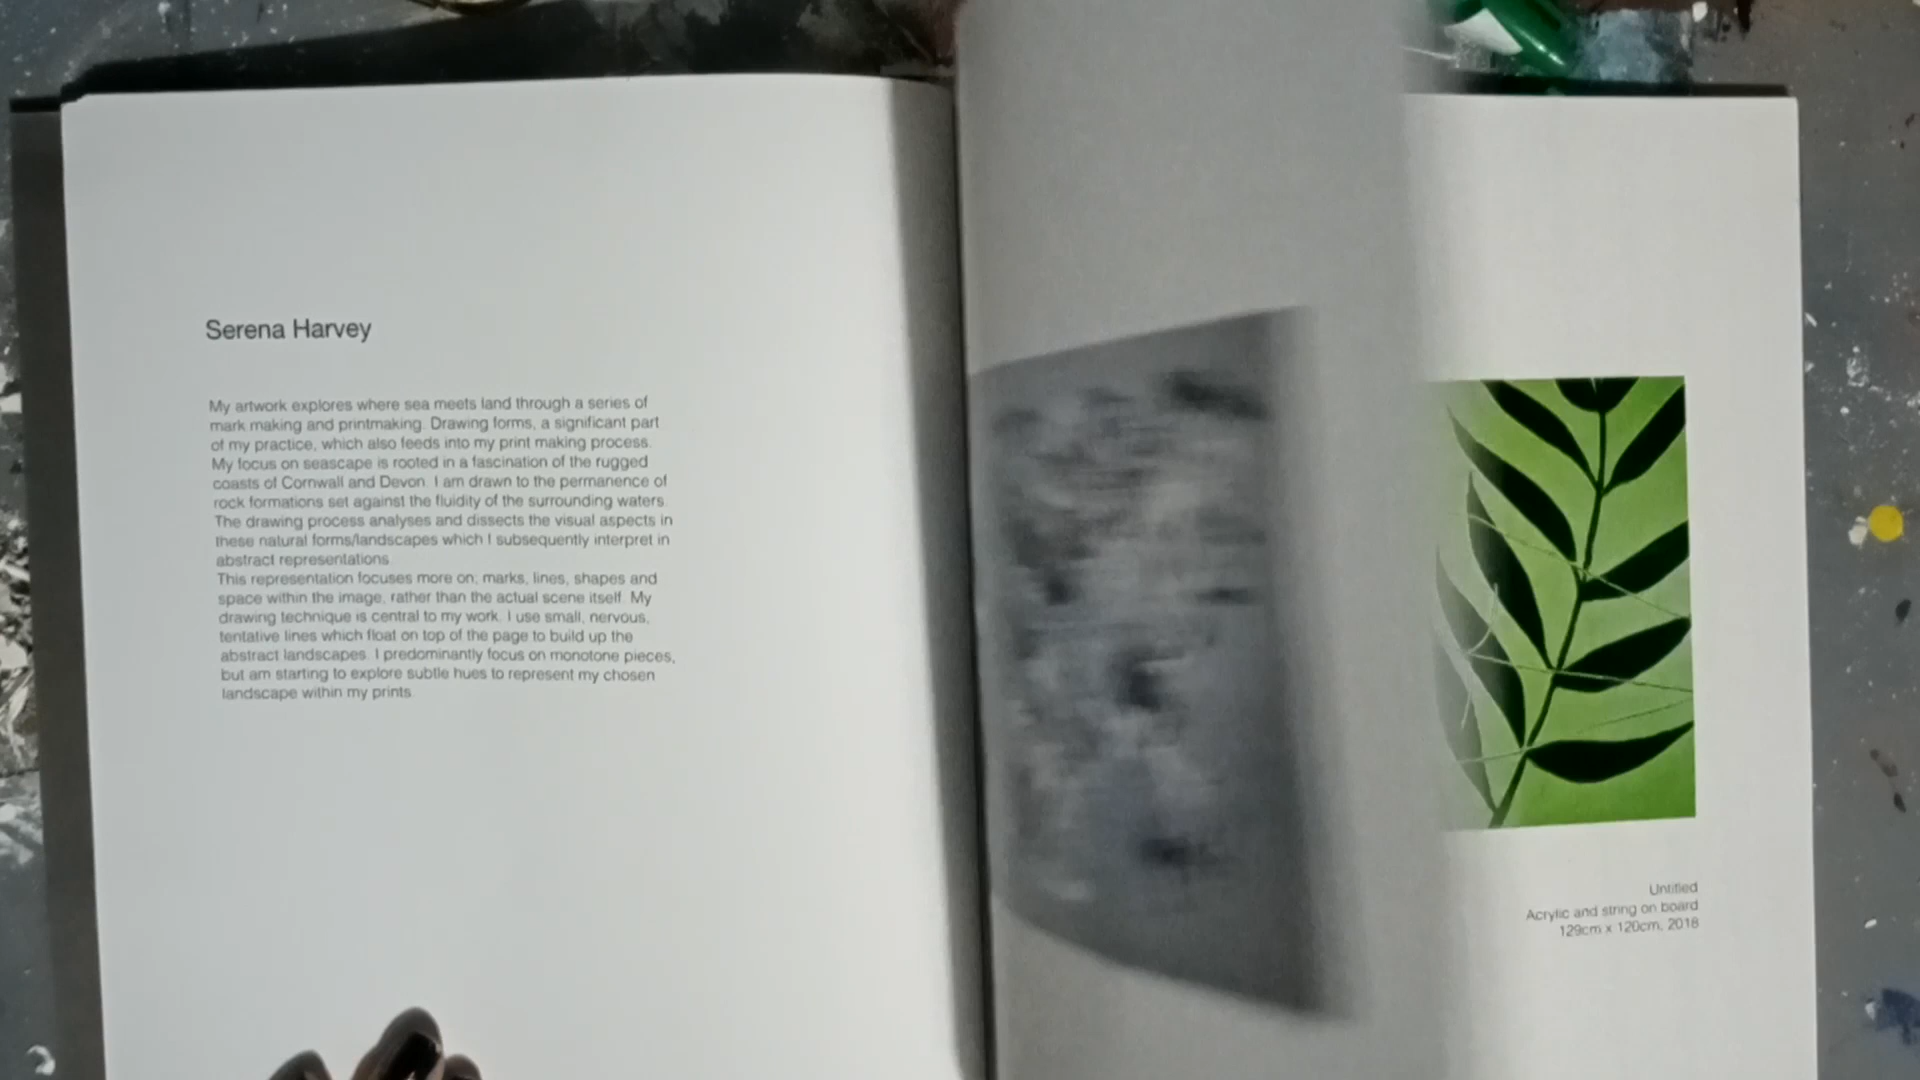 Serena Harvey
My artwork explores where sea meets land through a series of
mark making and printmaking. Drawing forms, a significant part
of my practice, which also feeds into my print making process.
My focus on seascape is rooted in a fascination of the rugged
coasts of Cornwall and Devon. I am drawn to the permanence of
rock formations set against the fluidity of the surrounding waters.
The drawing process analyses and dissects the visual aspects in
these natural forms/landscapes which I subsequently interpret in
abstract representations.
This representation focuses more on; marks, lines, shapes and
space within the image, rather than the actual scene itself. My
drawing technique is central to my work. I use small, nervous,
tentative lines which float on top of the page to build up the
abstract landscapes. I predominantly focus on monotone pieces,
but am starting to explore subtle hues to represent my chosen
landscape within my prints.
Untitled
Acrylic and string on board
129cm x 120cm, 2018